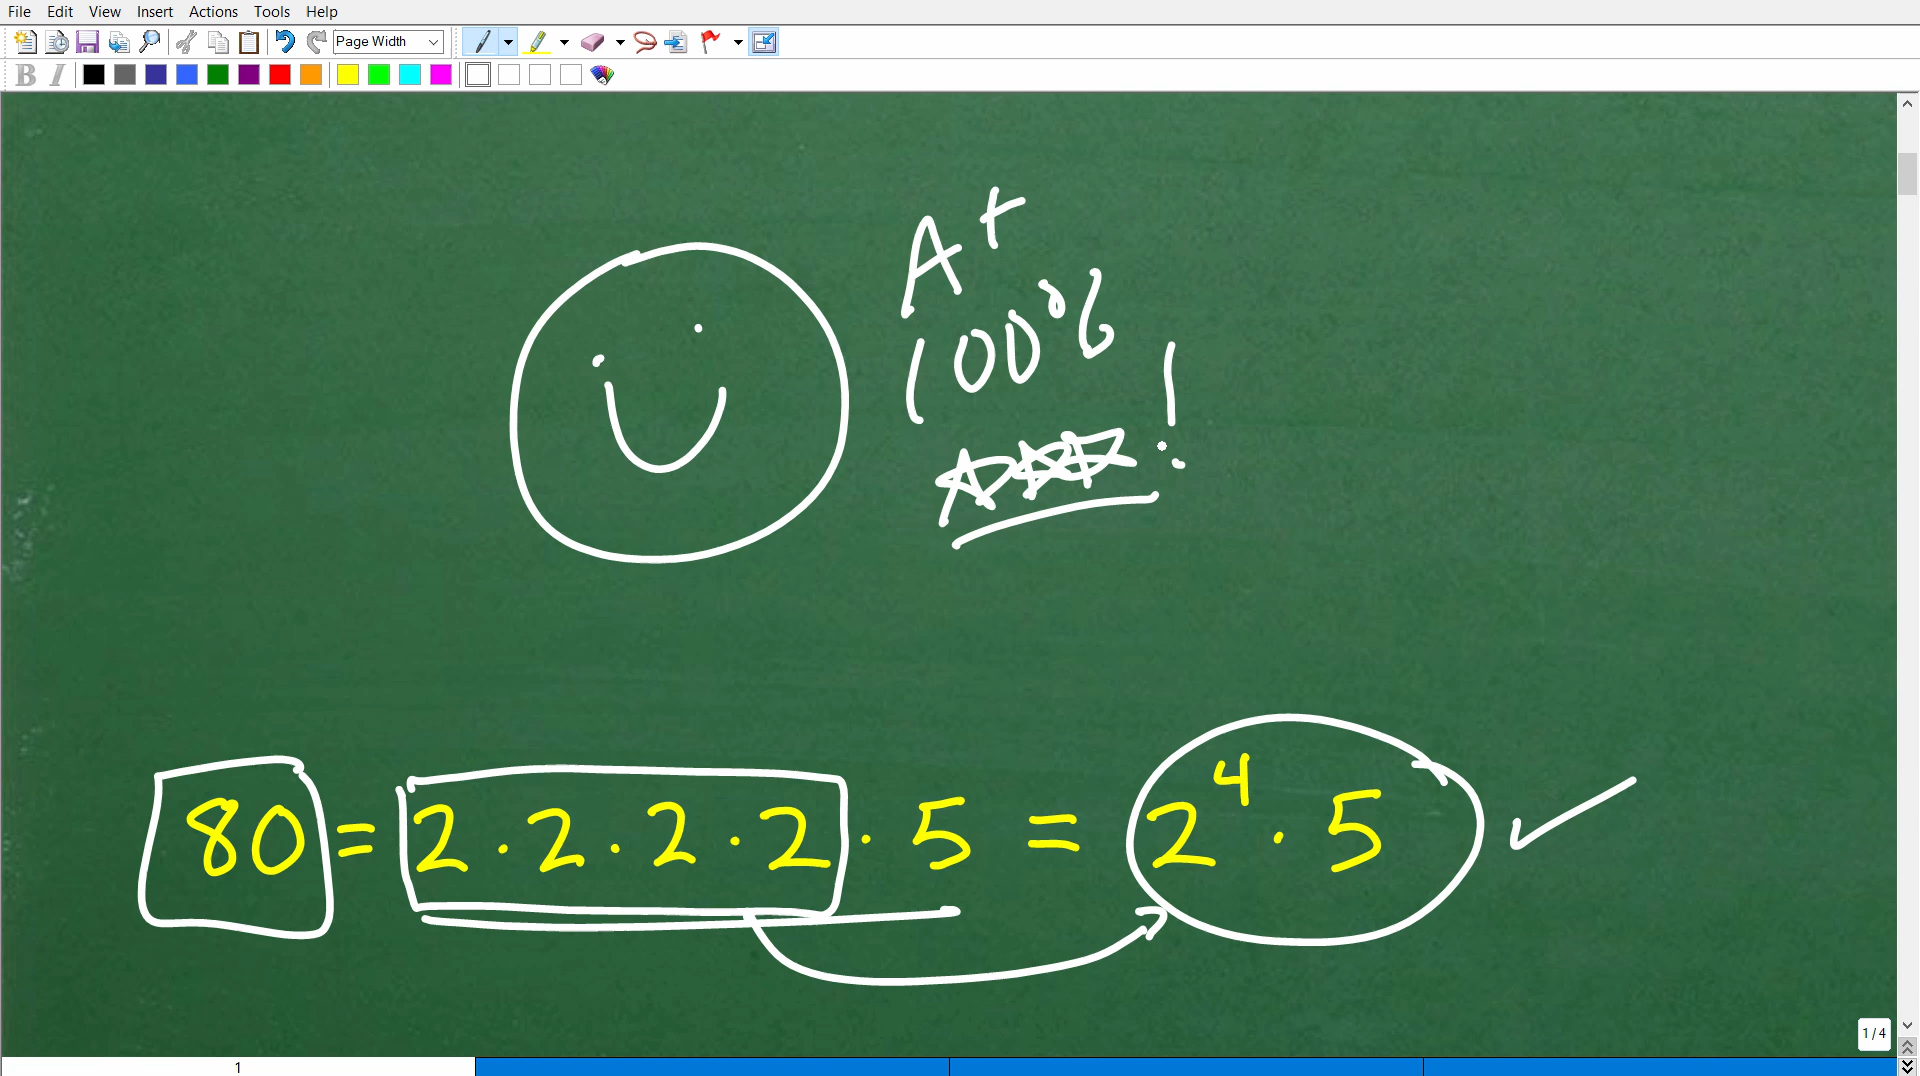 File Edit View Insert Actions Tools Help
Page Width
B I
A+
100%
!
80 = 2 · 2 · 2 · 2 · 5 = 2⁴ · 5
1 / 4
1